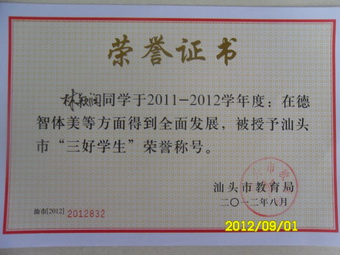 荣誉证书
同学于2011-2012学年度：在德
智体美等方面得到全面发展，被授予汕头
市“三好学生”荣誉称号。
汕头市教育局
二〇一二年八月
2012832
2012/09/01